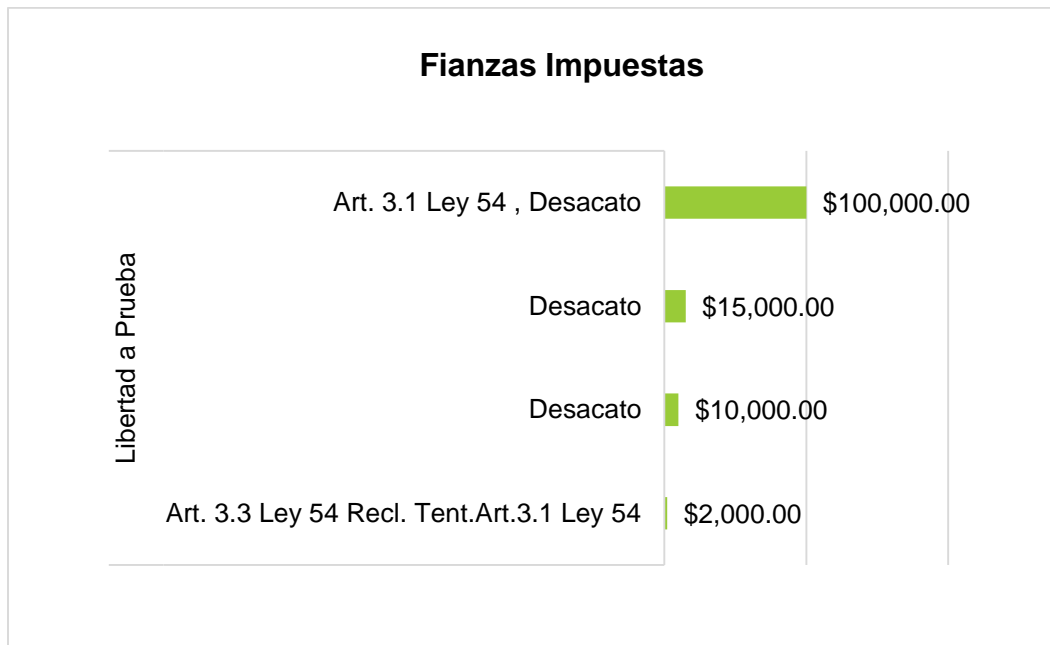 Fianzas Impuestas
Libertad a Prueba
Art. 3.1 Ley 54 , Desacato
$100,000.00
Desacato
$15,000.00
Desacato
$10,000.00
Art. 3.3 Ley 54 Recl. Tent.Art.3.1 Ley 54
$2,000.00